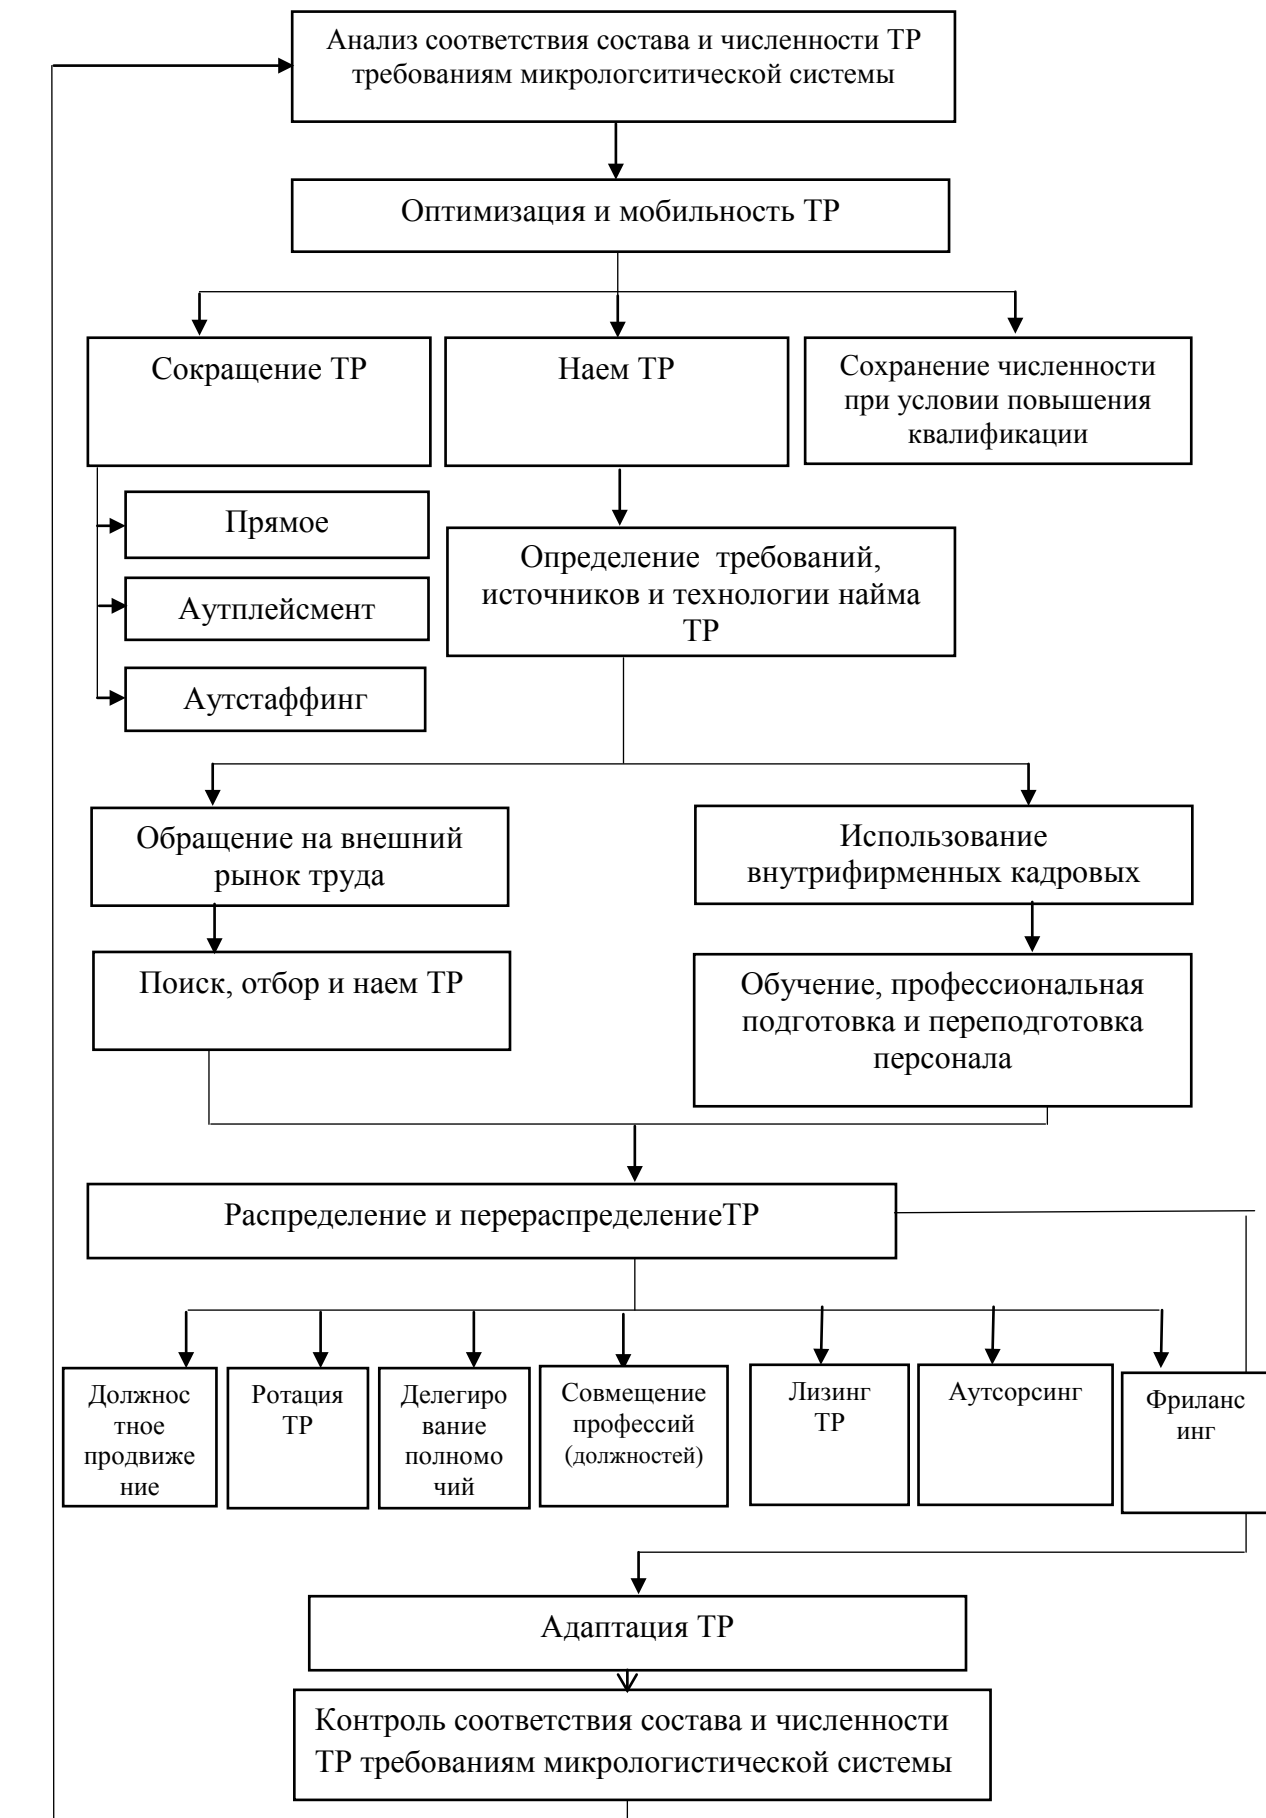 Анализ соответствия состава и численности ТР
требованиям микрологситической системы
Оптимизация и мобильность ТР
Сокращение ТР
Наем ТР
Сохранение численности
при условии повышения
квалификации
Прямое
Аутплейсмент
Аутстаффинг
Определение требований,
источников и технологии найма
ТР
Обращение на внешний
рынок труда
Использование
внутрифирменных кадровых
Поиск, отбор и наем ТР
Обучение, профессиональная
подготовка и переподготовка
персонала
Распределение и перераспределениеТР
Должнос
тное
продвиже
ние
Ротация
ТР
Делегиро
вание
полномо
чий
Совмещение
профессий
(должностей)
Лизинг
ТР
Аутсорсинг
Фриланс
инг
Адаптация ТР
Контроль соответствия состава и численности
ТР требованиям микрологистической системы